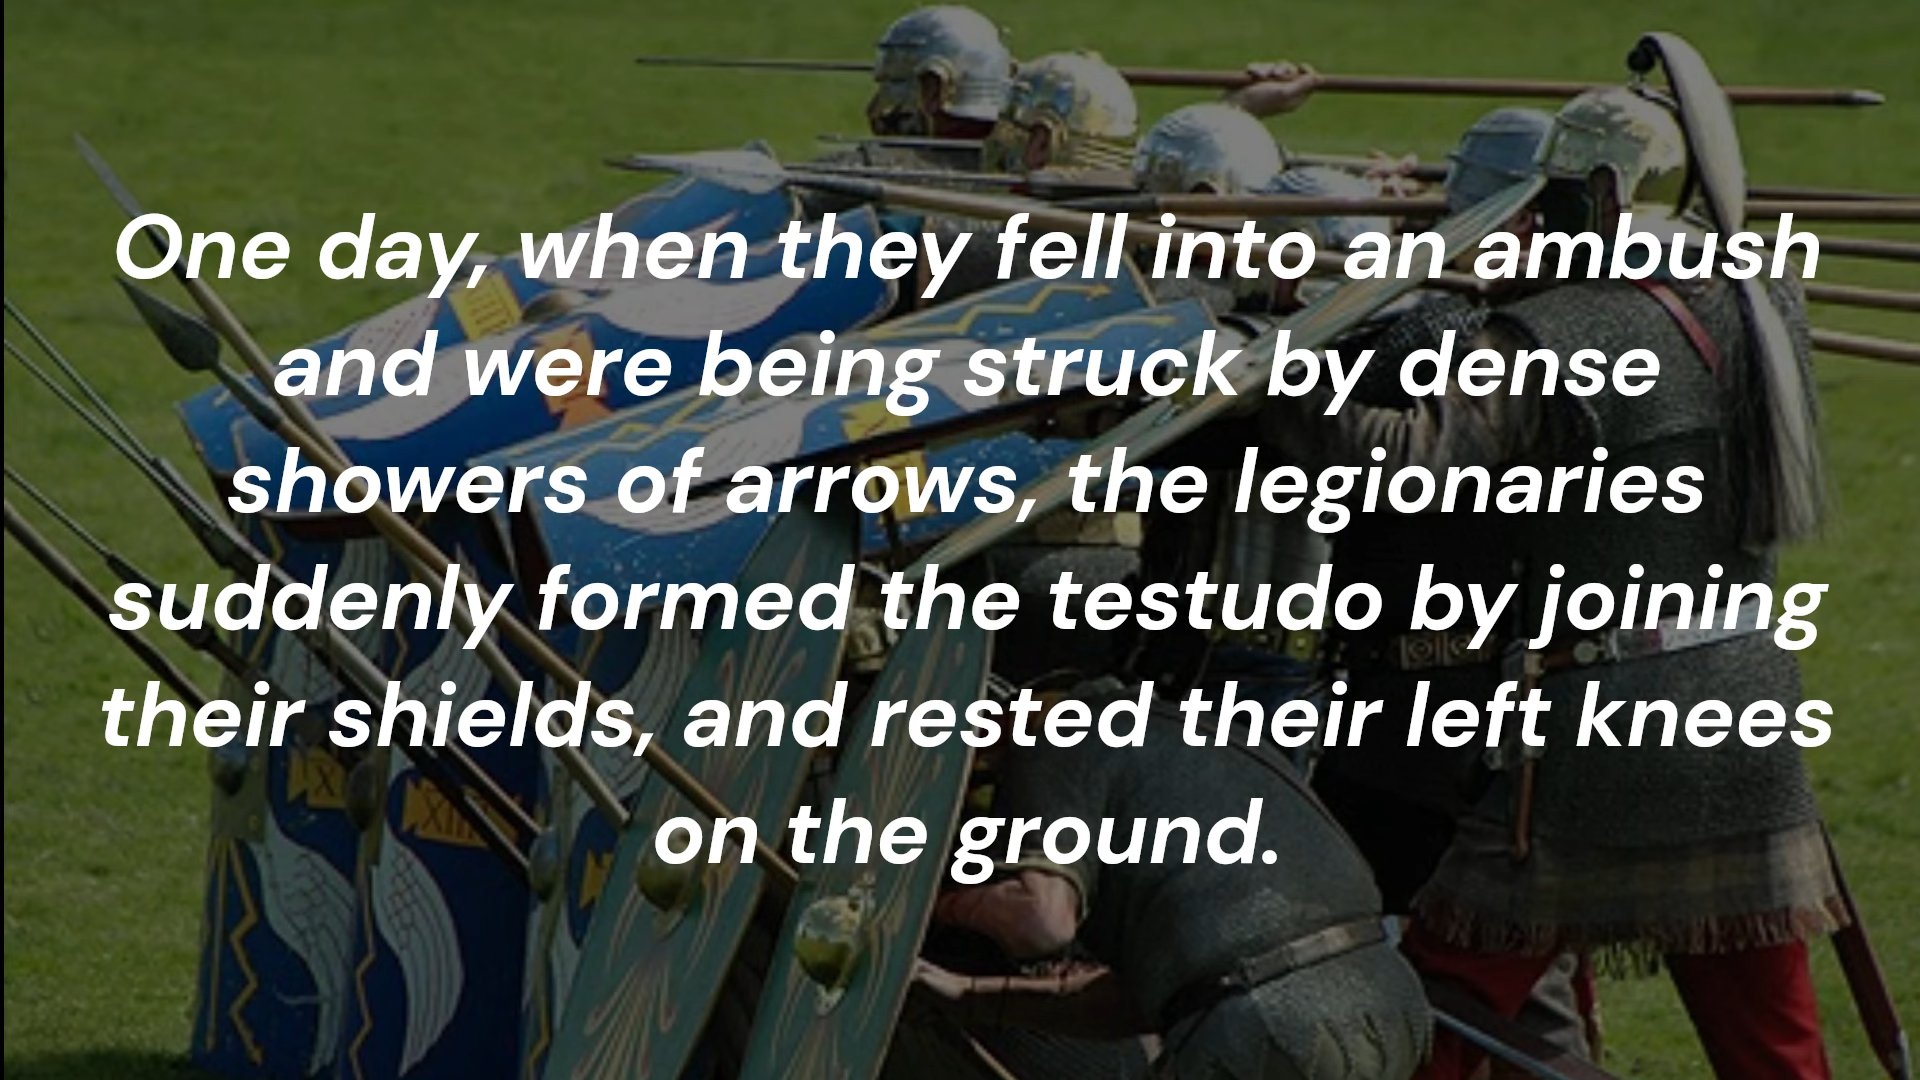 One day, when they fell into an ambush
and were being struck by dense
showers of arrows, the legionaries
suddenly formed the testudo by joining
their shields, and rested their left knees
on the ground.